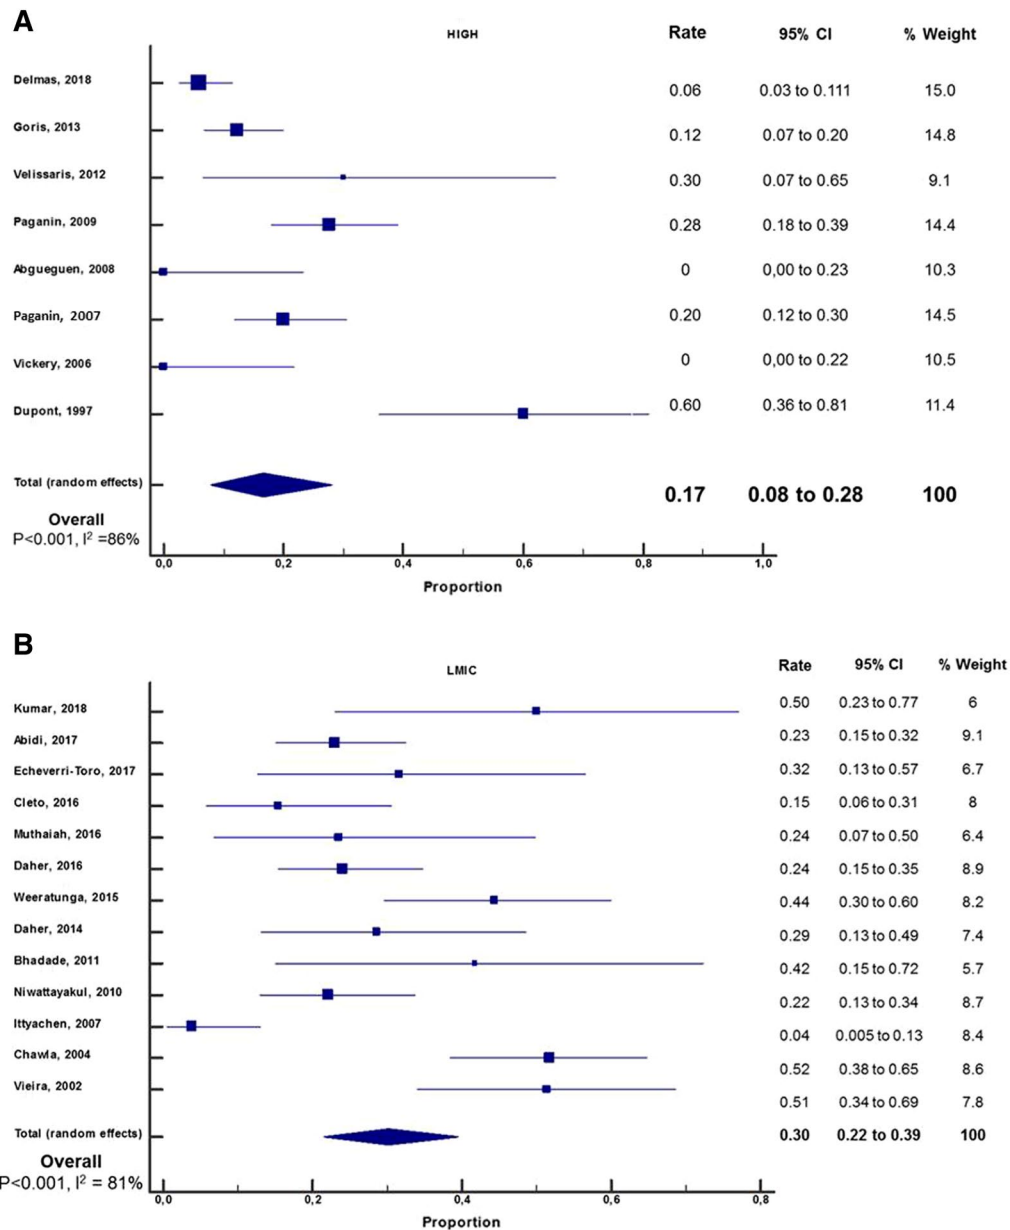 A
HIGH Rate 95% CI % Weight
Delmas, 2018 0.06 0.03 to 0.111 15.0
Goris, 2013 0.12 0.07 to 0.20 14.8
Velissaris, 2012 0.30 0.07 to 0.65 9.1
Paganin, 2009 0.28 0.18 to 0.39 14.4
Abgueguen, 2008 0 0,00 to 0.23 10.3
Paganin, 2007 0.20 0.12 to 0.30 14.5
Vickery, 2006 0 0,00 to 0.22 10.5
Dupont, 1997 0.60 0.36 to 0.81 11.4
Total (random effects) 0.17 0.08 to 0.28 100
Overall
P<0.001, I² =86%
0,0 0,2 0,4 0,6 0,8 1,0
Proportion
B
LMIC Rate 95% CI % Weight
Kumar, 2018 0.50 0.23 to 0.77 6
Abidi, 2017 0.23 0.15 to 0.32 9.1
Echeverri-Toro, 2017 0.32 0.13 to 0.57 6.7
Cleto, 2016 0.15 0.06 to 0.31 8
Muthaiah, 2016 0.24 0.07 to 0.50 6.4
Daher, 2016 0.24 0.15 to 0.35 8.9
Weeratunga, 2015 0.44 0.30 to 0.60 8.2
Daher, 2014 0.29 0.13 to 0.49 7.4
Bhadade, 2011 0.42 0.15 to 0.72 5.7
Niwattayakul, 2010 0.22 0.13 to 0.34 8.7
Ittyachen, 2007 0.04 0.005 to 0.13 8.4
Chawla, 2004 0.52 0.38 to 0.65 8.6
Vieira, 2002 0.51 0.34 to 0.69 7.8
Total (random effects) 0.30 0.22 to 0.39 100
Overall
P<0.001, I² = 81%
0,0 0,2 0,4 0,6 0,8
Proportion